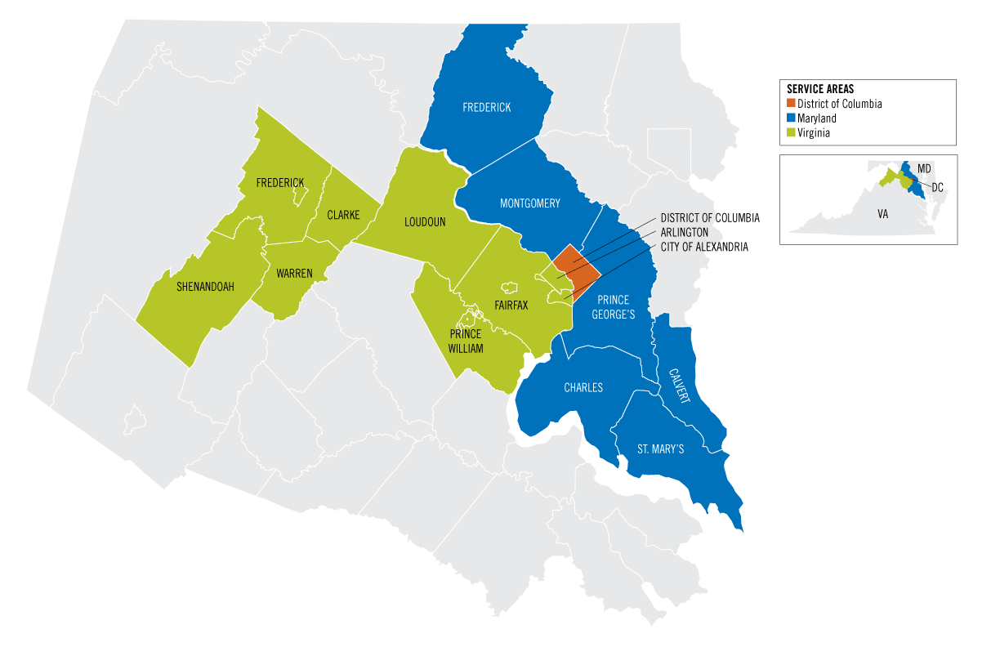 FREDERICK
FREDERICK
CLARKE
LOUDOUN
MONTGOMERY
SHENANDOAH
WARREN
FAIRFAX
PRINCE
WILLIAM
DISTRICT OF COLUMBIA
ARLINGTON
CITY OF ALEXANDRIA
PRINCE
GEORGE'S
CHARLES
CALVERT
ST. MARY'S
SERVICE AREAS
District of Columbia
Maryland
Virginia
MD
DC
VA